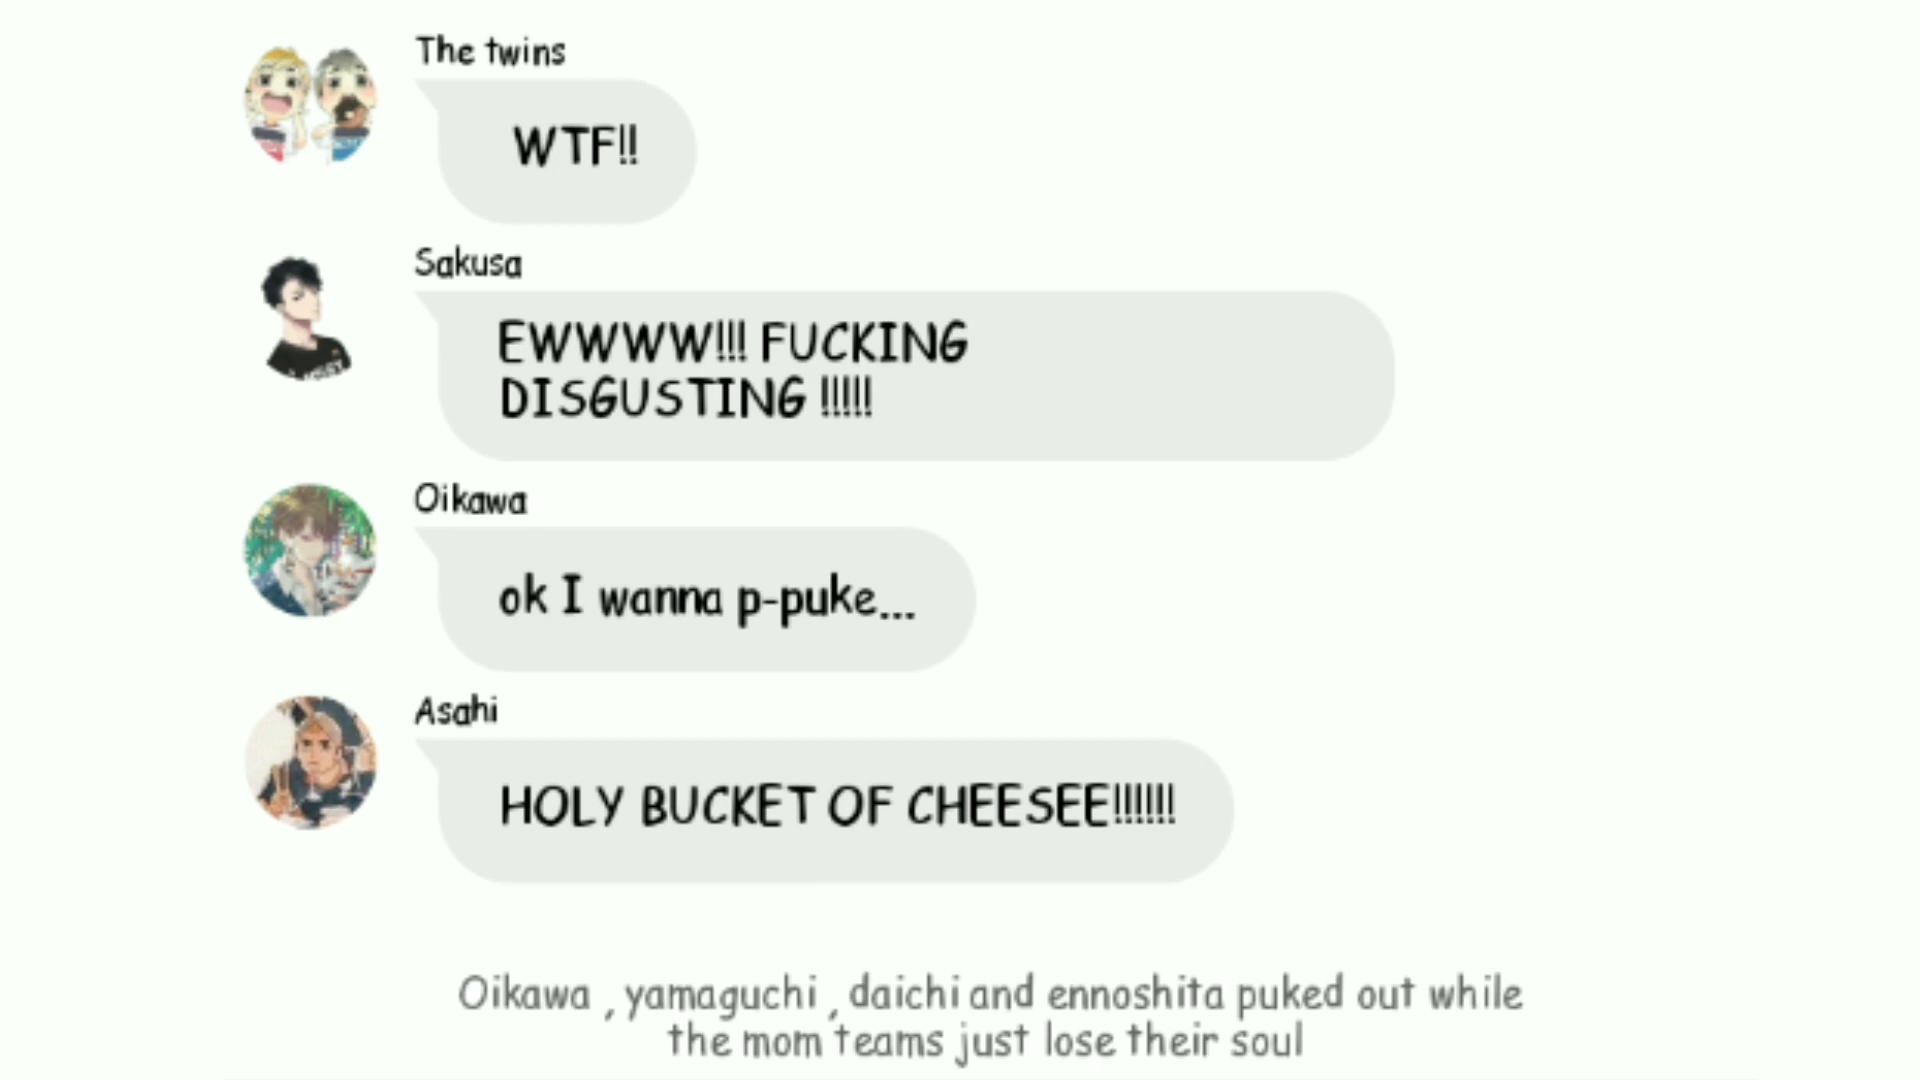 The twins
WTF!!
Sakusa
EWWWW!!! FUCKING
DISGUSTING !!!!!
Oikawa
ok I wanna p-puke...
Asahi
HOLY BUCKET OF CHEESEE!!!!!!
Oikawa , yamaguchi , daichi and ennoshita puked out while
the mom teams just lose their soul